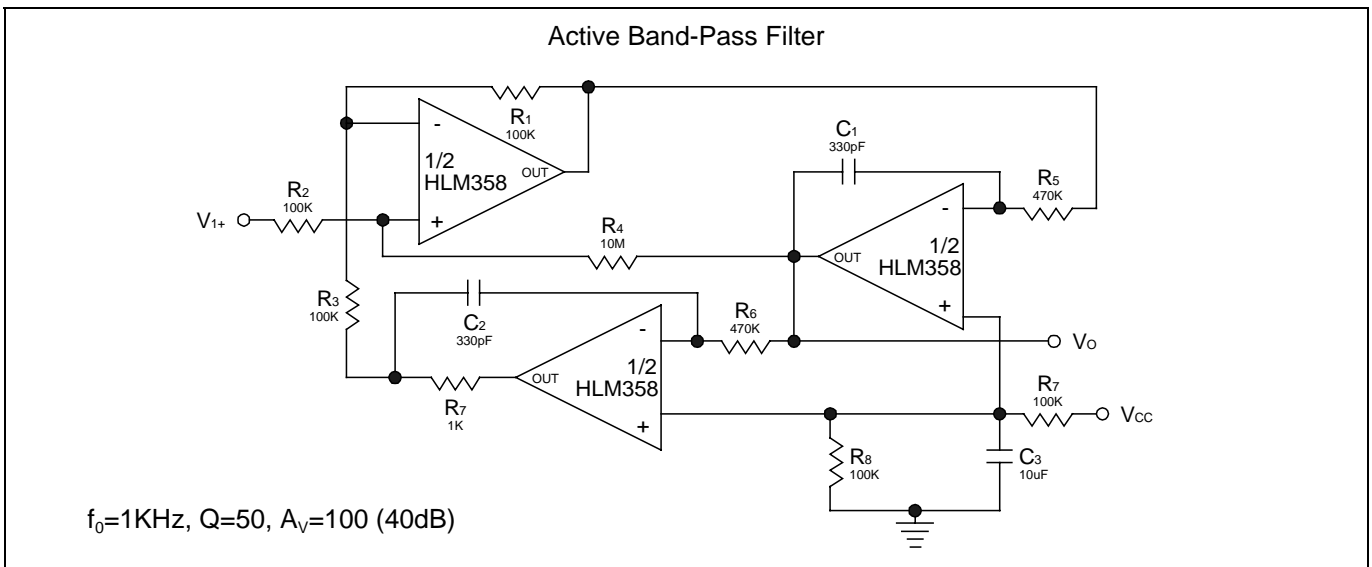 Active Band-Pass Filter
R1
100K
-
1/2
HLM358
OUT
+
C1
330pF
R2
100K
V1+
R5
470K
-
1/2
HLM358
OUT
+
R4
10M
R3
100K
C2
330pF
R6
470K
-
1/2
HLM358
OUT
+
VO
R7
1K
R7
100K
VCC
R8
100K
C3
10uF
f0=1KHz, Q=50, AV=100 (40dB)